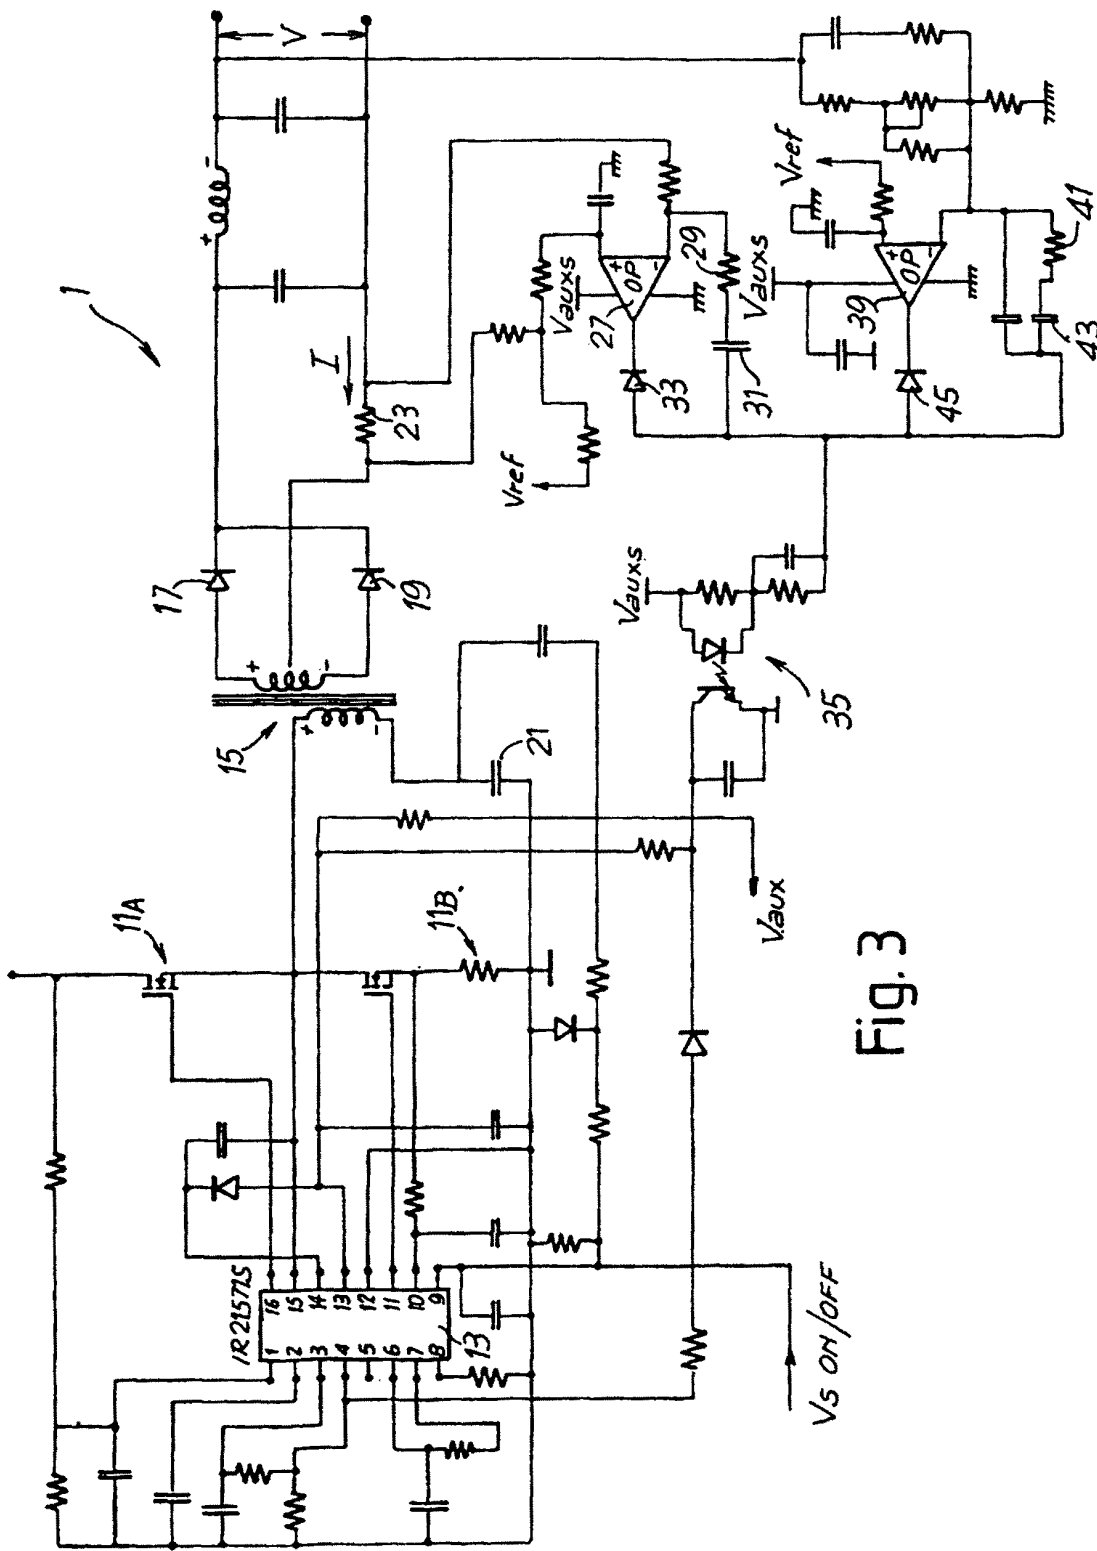 1
V
+ -
I
23
17
19
15
+ -
+ -
21
11A
11B.
IR21571S
16 15 14 13 12 11 10 9
1 2 3 4 5 6 7 8
13
Vref
Vauxs
+ -
OP
27
29
31
33
Vref
Vauxs
+ -
OP
39
41
43
45
Vauxs
35
Vaux
Vs ON/OFF
Fig. 3